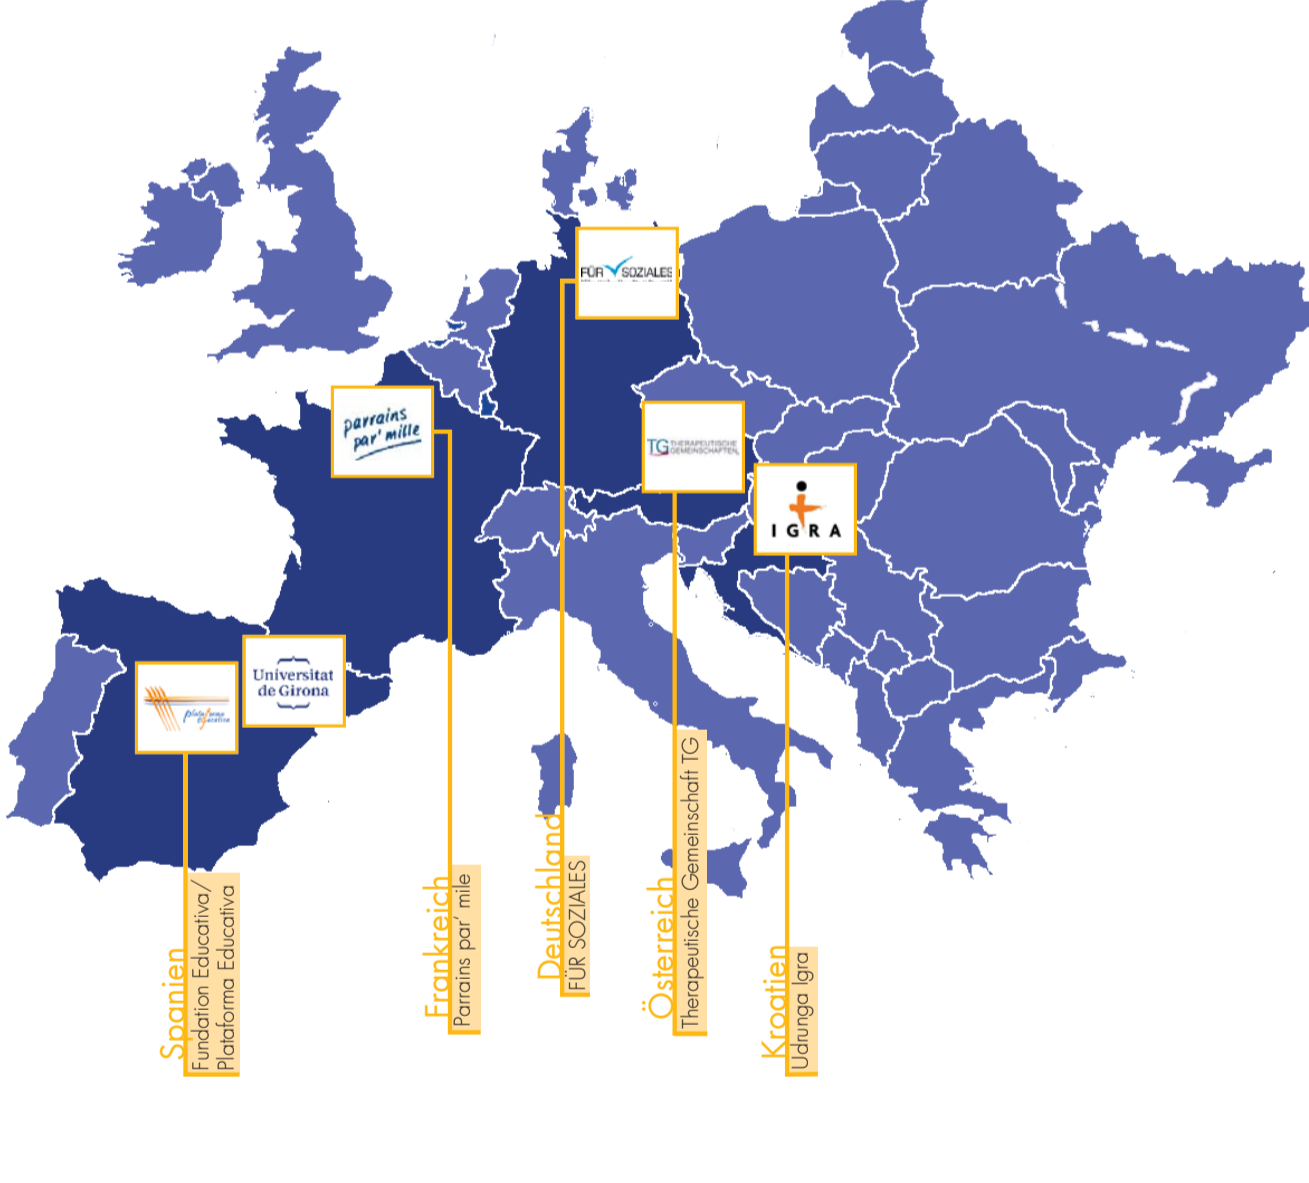 FÜR SOZIALES
parrains
par' mille
TG THERAPEUTISCHE
GEMEINSCHAFTEN
IGRA
Universitat
de Girona
plataforma
educativa
Spanien
Fundation Educativa/
Plataforma Educativa
Frankreich
Parrains par' mile
Deutschland
FÜR SOZIALES
Österreich
Therapeutische Gemeinschaft TG
Kroatien
Udrunga Igra